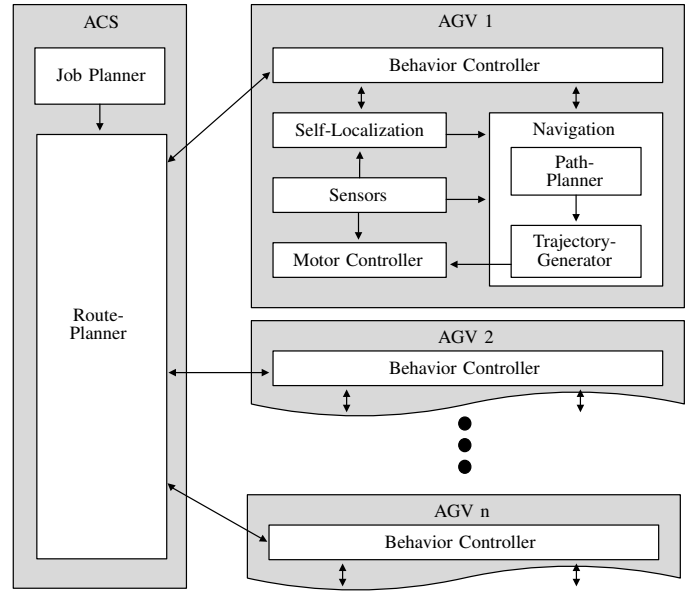 ACS
Job Planner
Route-
Planner
AGV 1
Behavior Controller
Self-Localization
Sensors
Motor Controller
Navigation
Path-
Planner
Trajectory-
Generator
AGV 2
Behavior Controller
AGV n
Behavior Controller